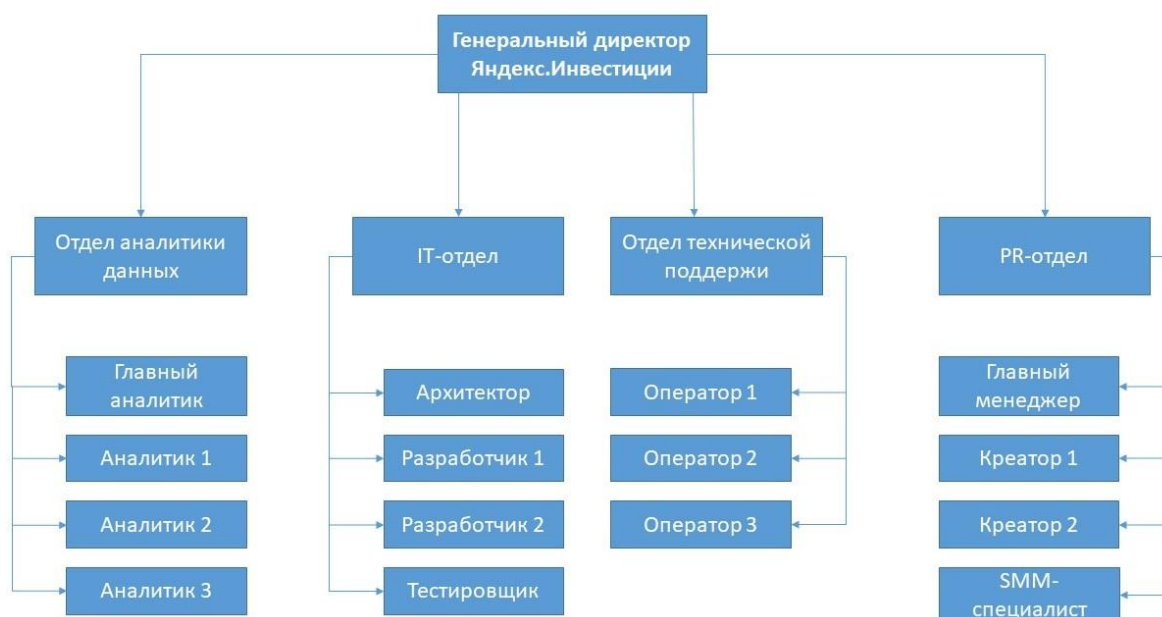 Генеральный директор
Яндекс.Инвестиции
Отдел аналитики
данных
IT-отдел
Отдел технической
поддержи
PR-отдел
Главный
аналитик
Аналитик 1
Аналитик 2
Аналитик 3
Архитектор
Разработчик 1
Разработчик 2
Тестировщик
Оператор 1
Оператор 2
Оператор 3
Главный
менеджер
Креатор 1
Креатор 2
SMM-
специалист